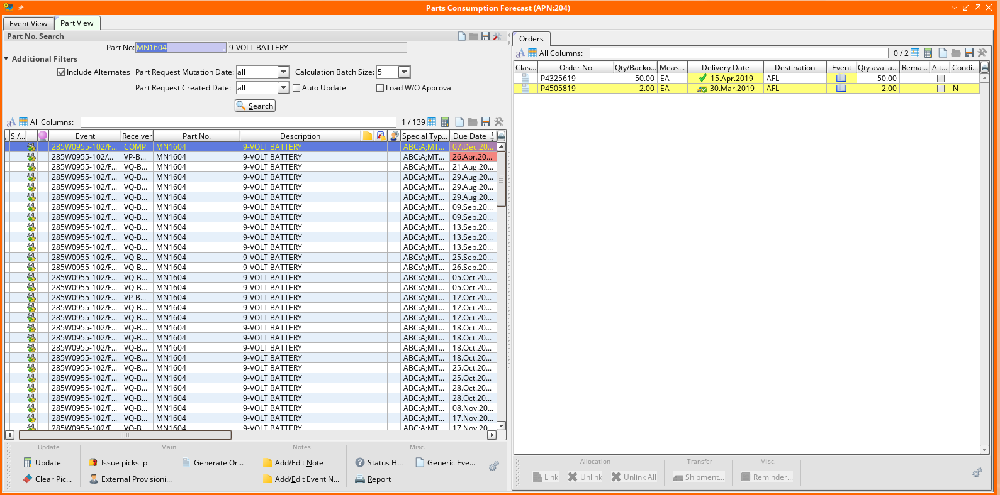 Parts Consumption Forecast (APN:204)
Event View
Part View
Part No. Search
Part No: MN1604 9-VOLT BATTERY
Additional Filters
Include Alternates Part Request Mutation Date: all Calculation Batch Size: 5
Part Request Created Date: all Auto Update Load W/O Approval
Search
All Columns: 1 / 139
S /... Event Receiver Part No. Description Special Typ... Due Date 1
285W0955-102/F... COMP MN1604 9-VOLT BATTERY ABC:A;MT... 07.Dec.20...
285W0955-102/... VP-B... MN1604 9-VOLT BATTERY ABC:A;MT... 26.Apr.20...
285W0955-102/F... VQ-B... MN1604 9-VOLT BATTERY ABC:A;MT... 21.Aug.20...
285W0955-102/F... VQ-B... MN1604 9-VOLT BATTERY ABC:A;MT... 29.Aug.20...
285W0955-102/F... VQ-B... MN1604 9-VOLT BATTERY ABC:A;MT... 29.Aug.20...
285W0955-102/F... VQ-B... MN1604 9-VOLT BATTERY ABC:A;MT... 29.Aug.20...
285W0955-102/F... VQ-B... MN1604 9-VOLT BATTERY ABC:A;MT... 09.Sep.20...
285W0955-102/F... VQ-B... MN1604 9-VOLT BATTERY ABC:A;MT... 09.Sep.20...
285W0955-102/F... VQ-B... MN1604 9-VOLT BATTERY ABC:A;MT... 13.Sep.20...
285W0955-102/F... VQ-B... MN1604 9-VOLT BATTERY ABC:A;MT... 13.Sep.20...
285W0955-102/F... VQ-B... MN1604 9-VOLT BATTERY ABC:A;MT... 13.Sep.20...
285W0955-102/F... VQ-B... MN1604 9-VOLT BATTERY ABC:A;MT... 25.Sep.20...
285W0955-102/F... VQ-B... MN1604 9-VOLT BATTERY ABC:A;MT... 26.Sep.20...
285W0955-102/F... VQ-B... MN1604 9-VOLT BATTERY ABC:A;MT... 05.Oct.20...
285W0955-102/F... VQ-B... MN1604 9-VOLT BATTERY ABC:A;MT... 05.Oct.20...
285W0955-102/F... VP-B... MN1604 9-VOLT BATTERY ABC:A;MT... 12.Oct.20...
285W0955-102/F... VQ-B... MN1604 9-VOLT BATTERY ABC:A;MT... 12.Oct.20...
285W0955-102/F... VQ-B... MN1604 9-VOLT BATTERY ABC:A;MT... 12.Oct.20...
285W0955-102/F... VQ-B... MN1604 9-VOLT BATTERY ABC:A;MT... 18.Oct.20...
285W0955-102/F... VQ-B... MN1604 9-VOLT BATTERY ABC:A;MT... 18.Oct.20...
285W0955-102/F... VQ-B... MN1604 9-VOLT BATTERY ABC:A;MT... 18.Oct.20...
285W0955-102/F... VQ-B... MN1604 9-VOLT BATTERY ABC:A;MT... 18.Oct.20...
285W0955-102/F... VQ-B... MN1604 9-VOLT BATTERY ABC:A;MT... 25.Oct.20...
285W0955-102/F... VQ-B... MN1604 9-VOLT BATTERY ABC:A;MT... 25.Oct.20...
285W0955-102/F... VQ-B... MN1604 9-VOLT BATTERY ABC:A;MT... 28.Oct.20...
285W0955-102/F... VQ-B... MN1604 9-VOLT BATTERY ABC:A;MT... 28.Oct.20...
285W0955-102/F... VQ-B... MN1604 9-VOLT BATTERY ABC:A;MT... 08.Nov.20...
285W0955-102/F... VQ-B... MN1604 9-VOLT BATTERY ABC:A;MT... 17.Nov.20...
285W0955-102/F... VQ-B... MN1604 9-VOLT BATTERY ABC:A;MT... 17.Nov.20...
Update Main Notes Misc.
Update Issue pickslip Generate Or... Add/Edit Note Status H... Generic Eve...
Clear Pic... External Provisioni... Add/Edit Event N... Report
Orders
All Columns: 0 / 2
Clas... Order No Qty/Backo... Meas... Delivery Date Destination Event Qty availa... Rema... Alt... Condi...
P4325619 50.00 EA 15.Apr.2019 AFL 50.00
P4505819 2.00 EA 30.Mar.2019 AFL 2.00 N
Allocation Transfer Misc.
Link Unlink Unlink All Shipment... Reminder...